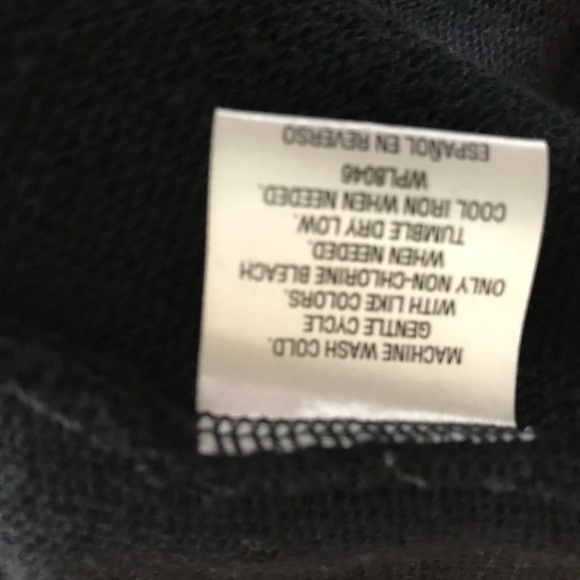 MACHINE WASH COLD.
GENTLE CYCLE
WITH LIKE COLORS.
ONLY NON-CHLORINE BLEACH
WHEN NEEDED.
TUMBLE DRY LOW.
COOL IRON WHEN NEEDED.
WPL8046
ESPAÑOL EN REVERSO